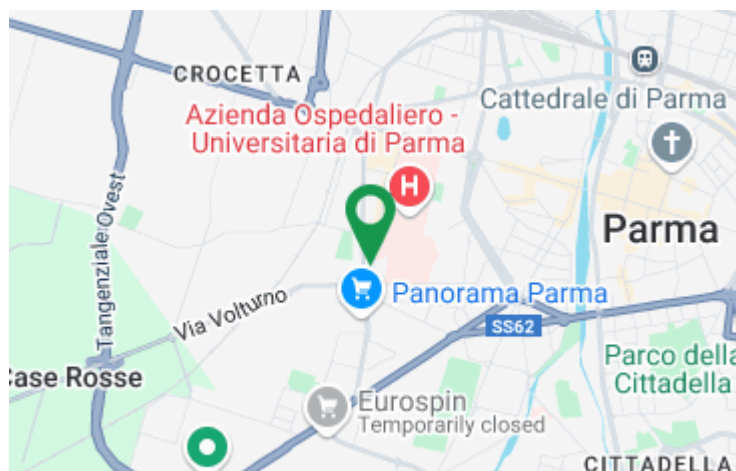 CROCETTA
Cattedrale di Parma
Azienda Ospedaliero -
Universitaria di Parma
H
Tangenziale Ovest
Parma
Panorama Parma
Via Volturno
SS62
Parco della
Cittadella
Case Rosse
Eurospin
Temporarily closed
CITTADELLA